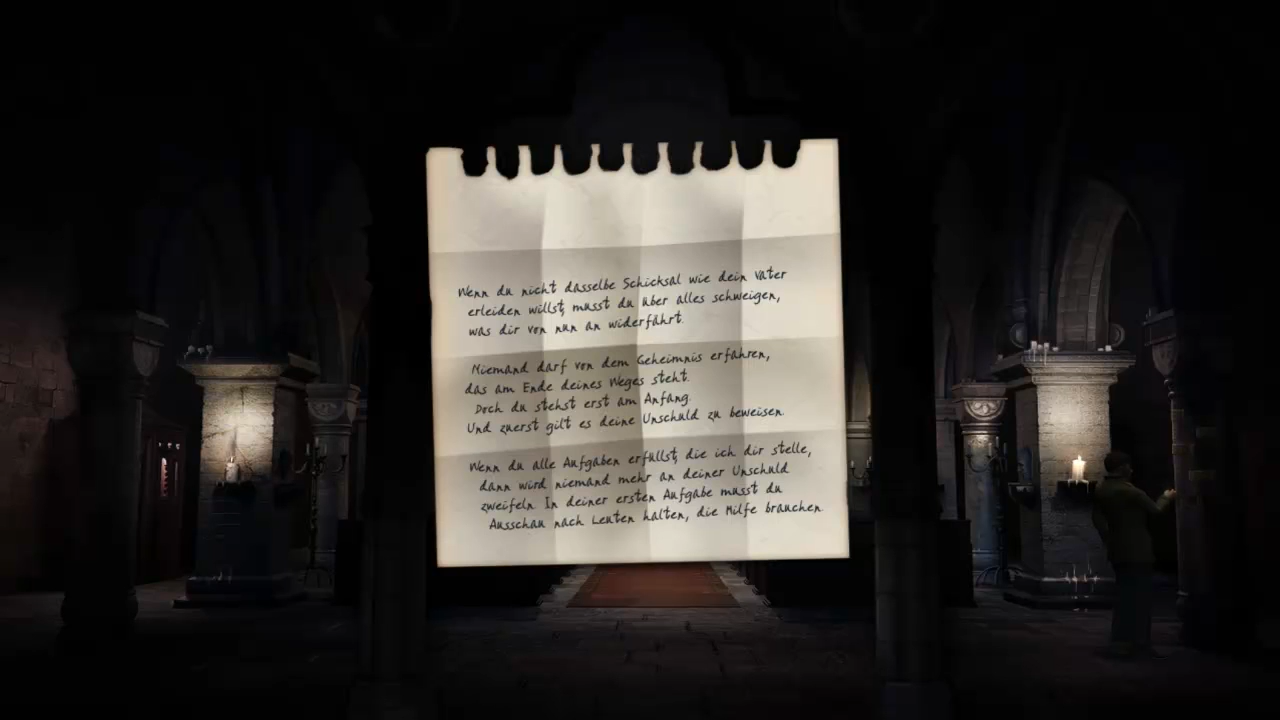 Wenn du nicht dasselbe Schicksal wie dein Vater
erleiden willst, musst du über alles schweigen,
was dir von nun an widerfährt.
Niemand darf von dem Geheimnis erfahren,
das am Ende deines Weges steht.
Doch du stehst erst am Anfang.
Und zuerst gilt es deine Unschuld zu beweisen.
Wenn du alle Aufgaben erfüllst, die ich dir stelle,
dann wird niemand mehr an deiner Unschuld
zweifeln. In deiner ersten Aufgabe musst du
Ausschau nach Leuten halten, die Hilfe brauchen.